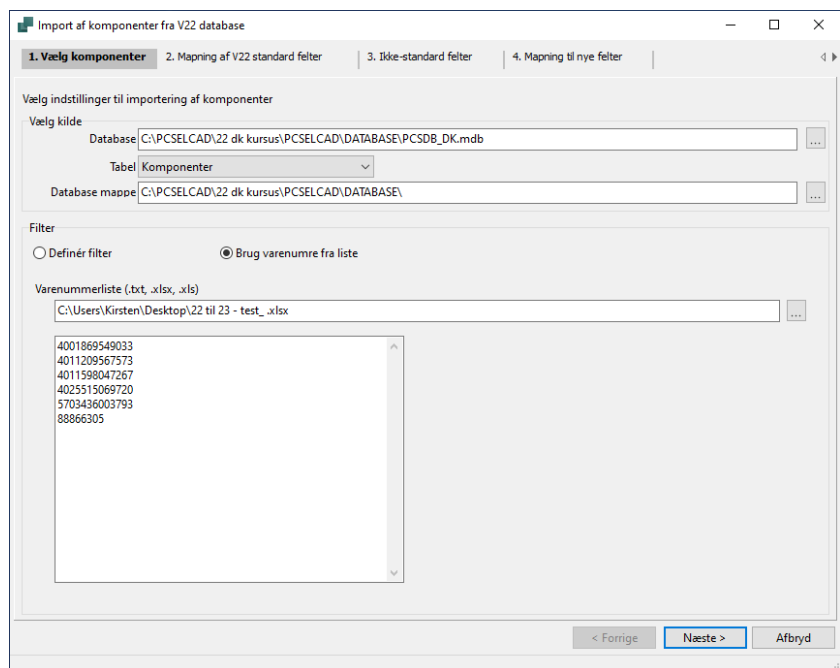 Import af komponenter fra V22 database
1. Vælg komponenter 2. Mapning af V22 standard felter 3. Ikke-standard felter 4. Mapning til nye felter
Vælg indstillinger til importering af komponenter
Vælg kilde
Database C:\PCSELCAD\22 dk kursus\PCSELCAD\DATABASE\PCSDB_DK.mdb ...
Tabel Komponenter
Database mappe C:\PCSELCAD\22 dk kursus\PCSELCAD\DATABASE\ ...
Filter
Definér filter Brug varenumre fra liste
Varenummerliste (.txt, .xlsx, .xls)
C:\Users\Kirsten\Desktop\22 til 23 - test_ .xlsx ...
4001869549033
4011209567573
4011598047267
4025515069720
5703436003793
88866305
< Forrige Næste > Afbryd